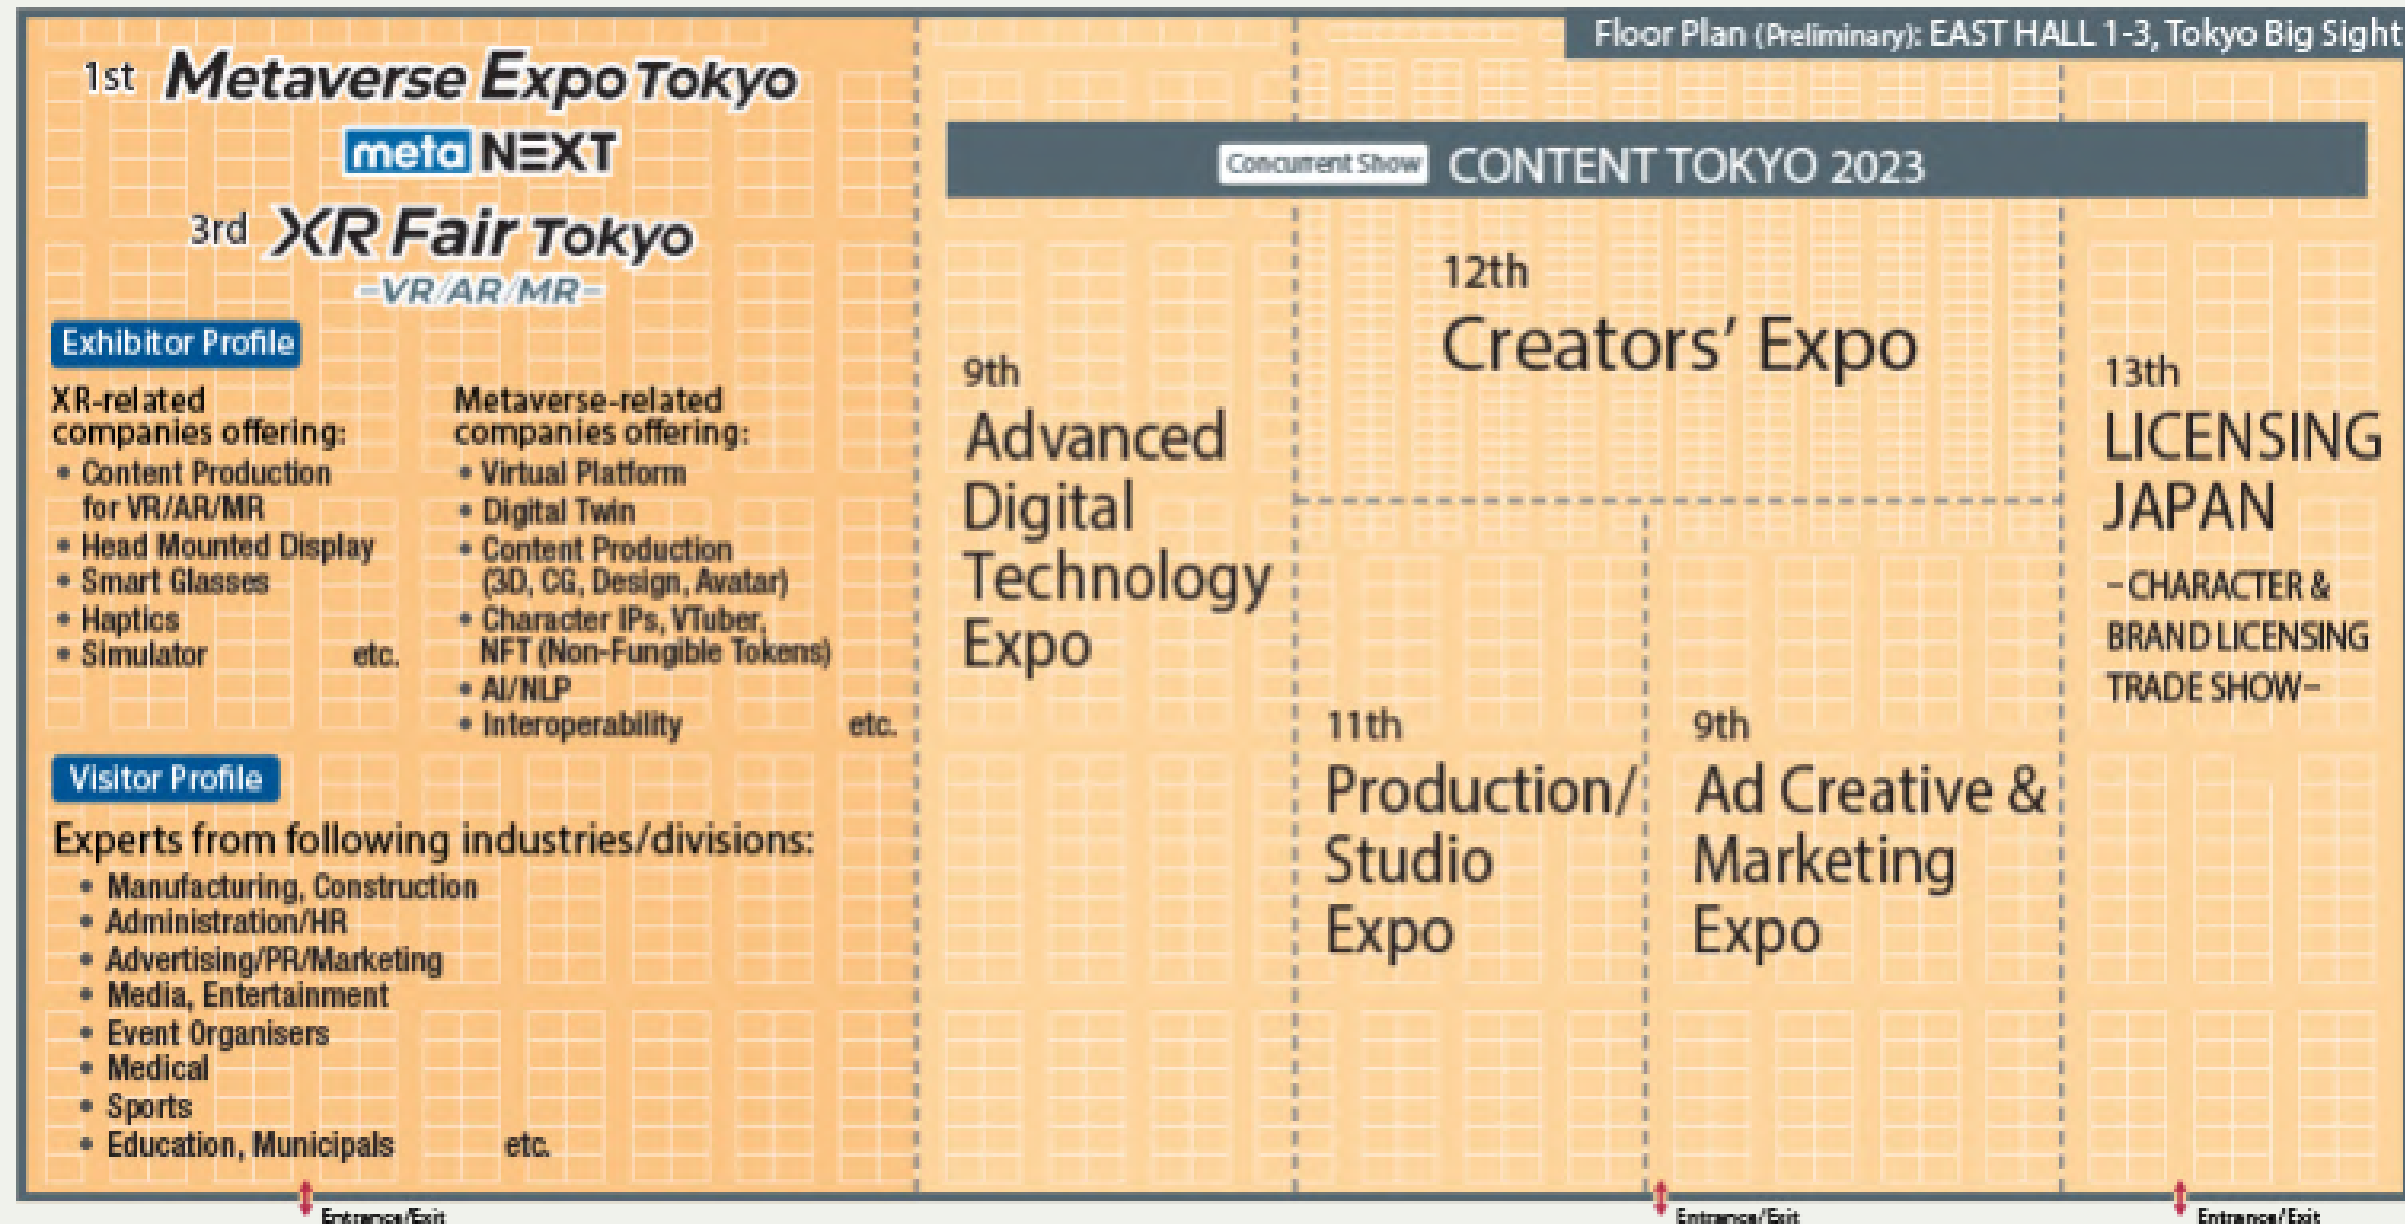 Floor Plan (Preliminary): EAST HALL 1-3, Tokyo Big Sight
1st Metaverse Expo Tokyo
meta NEXT
3rd XR Fair Tokyo
-VR/AR/MR-
Exhibitor Profile
XR-related
companies offering:
• Content Production
for VR/AR/MR
• Head Mounted Display
• Smart Glasses
• Haptics
• Simulator etc.
Metaverse-related
companies offering:
• Virtual Platform
• Digital Twin
• Content Production
(3D, CG, Design, Avatar)
• Character IPs, VTuber,
NFT (Non-Fungible Tokens)
• AI/NLP
• Interoperability etc.
Visitor Profile
Experts from following industries/divisions:
• Manufacturing, Construction
• Administration/HR
• Advertising/PR/Marketing
• Media, Entertainment
• Event Organisers
• Medical
• Sports
• Education, Municipals etc.
Concurrent Show CONTENT TOKYO 2023
9th
Advanced
Digital
Technology
Expo
12th
Creators' Expo
11th
Production/
Studio
Expo
9th
Ad Creative &
Marketing
Expo
13th
LICENSING
JAPAN
-CHARACTER &
BRAND LICENSING
TRADE SHOW-
Entrance/Exit
Entrance/Exit
Entrance/Exit